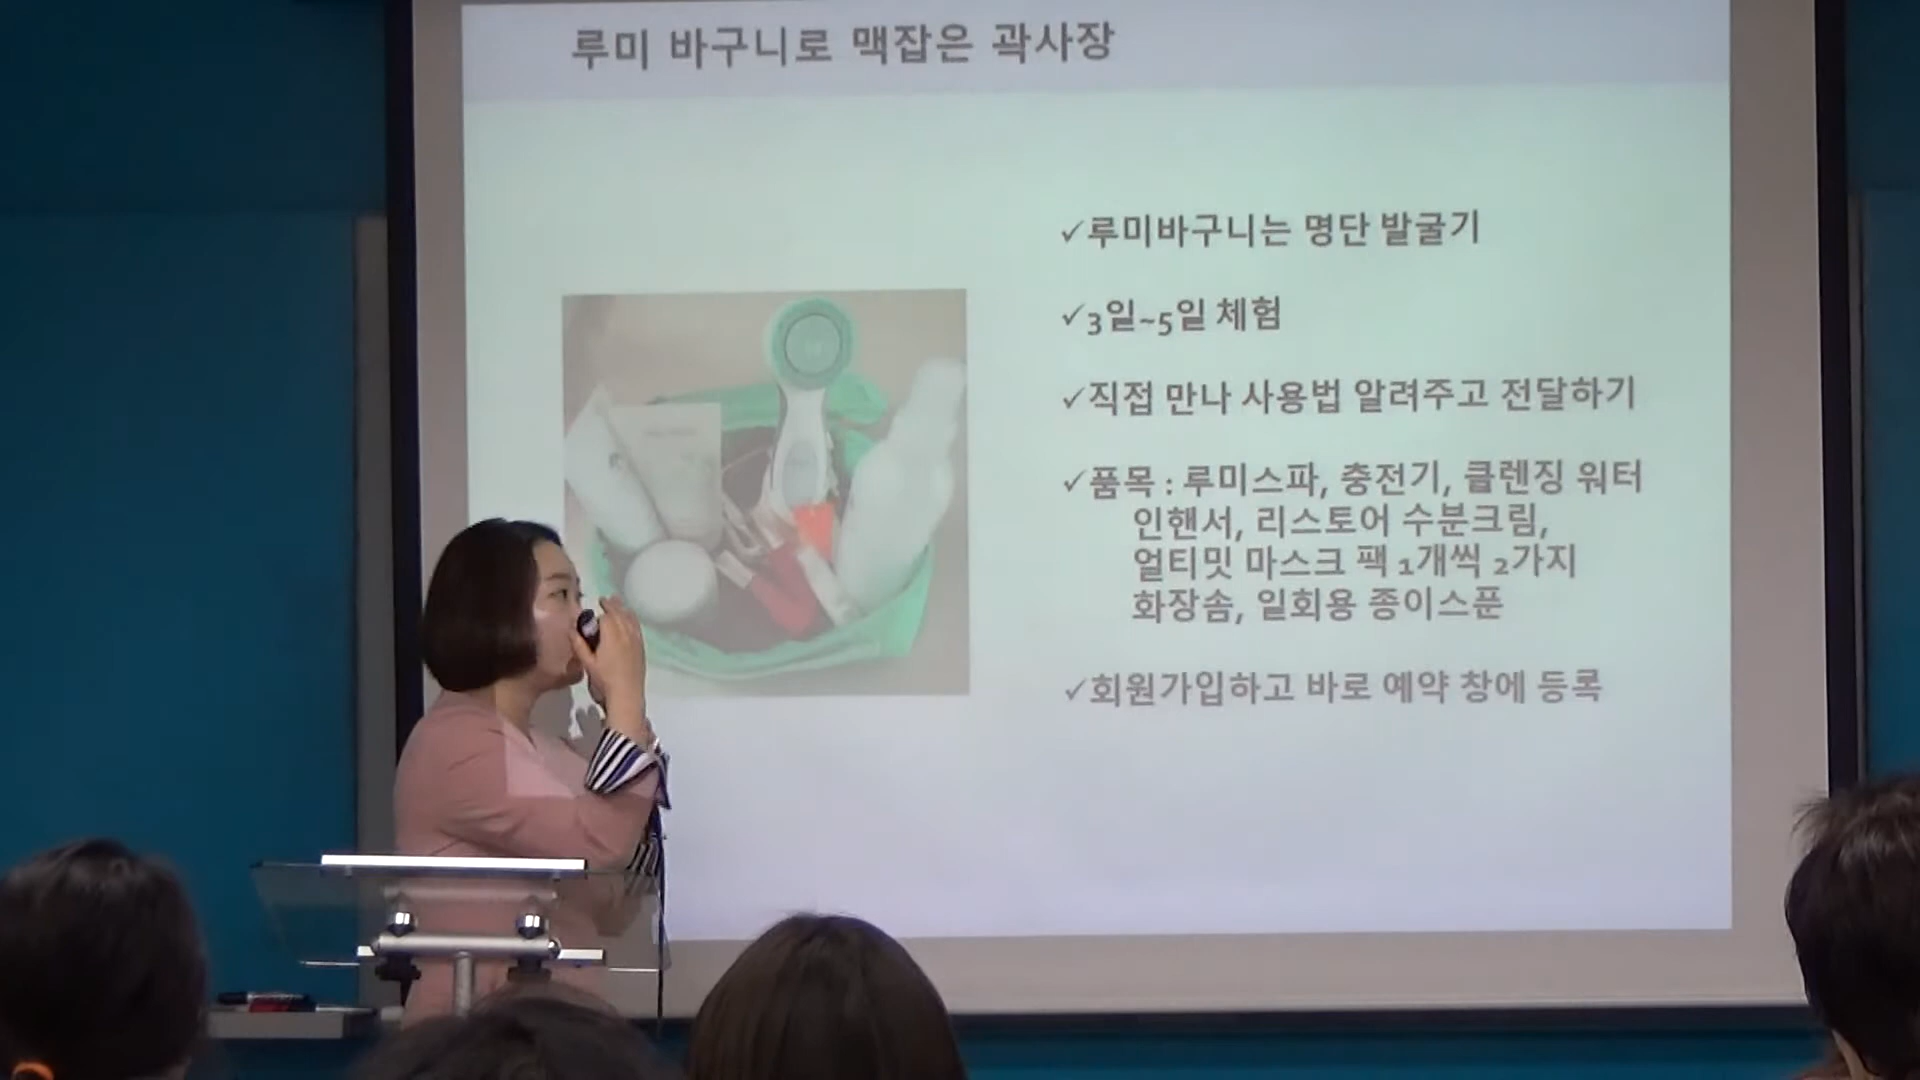 루미 바구니로 맥잡은 곽사장
✓루미바구니는 명단 발굴기
✓3일~5일 체험
✓직접 만나 사용법 알려주고 전달하기
✓품목 : 루미스파, 충전기, 클렌징 워터
인핸서, 리스토어 수분크림,
얼티밋 마스크 팩 1개씩 2가지
화장솜, 일회용 종이스푼
✓회원가입하고 바로 예약 창에 등록